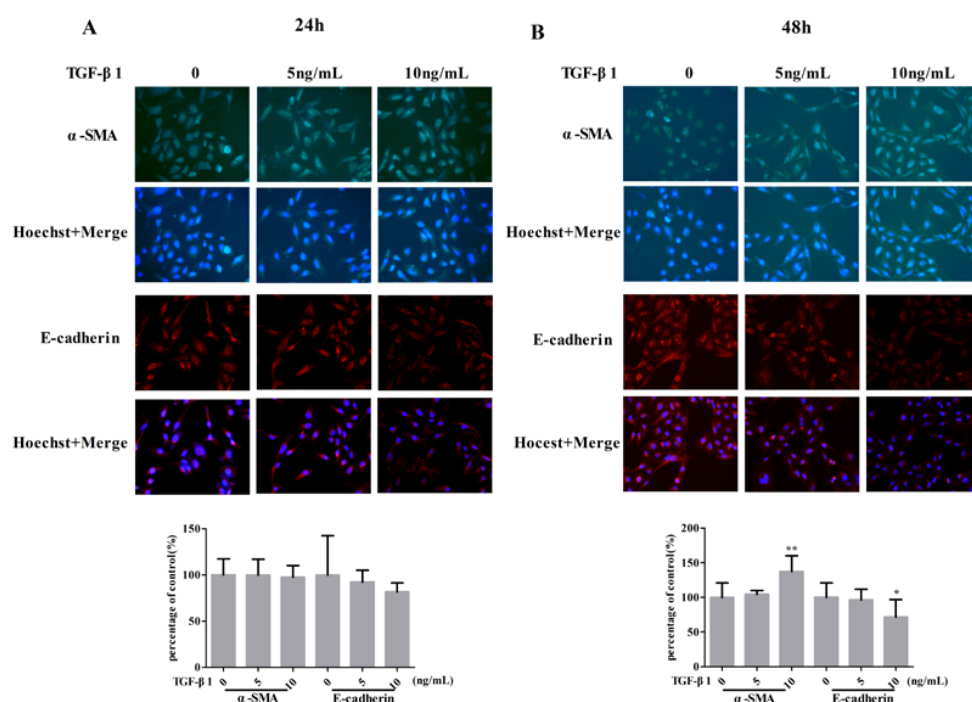 A
24h
TGF-β 1 0 5ng/mL 10ng/mL
α-SMA
Hoechst+Merge
E-cadherin
Hoechst+Merge
percentage of control(%)
150
100
50
0
TGF-β 1 0 5 10 0 5 10 (ng/mL)
α-SMA E-cadherin
B
48h
TGF-β 1 0 5ng/mL 10ng/mL
α-SMA
Hoechst+Merge
E-cadherin
Hocest+Merge
percentage of control(%)
200
150
100
50
0
** *
TGF-β 1 0 5 10 0 5 10 (ng/mL)
α-SMA E-cadherin